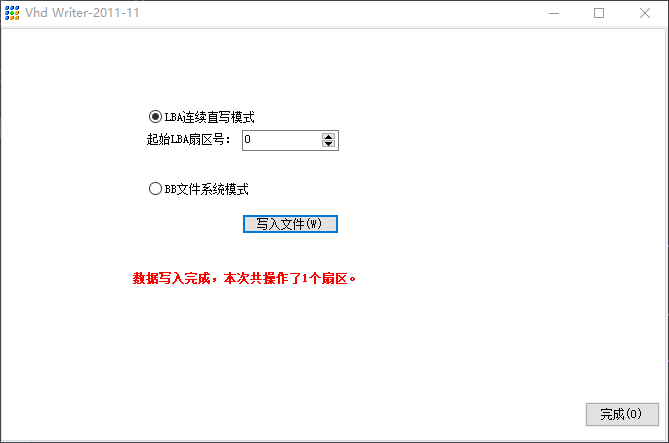 Vhd Writer-2011-11
LBA连续直写模式
起始LBA扇区号： 0
BB文件系统模式
写入文件(W)
数据写入完成，本次共操作了1个扇区。
完成(O)